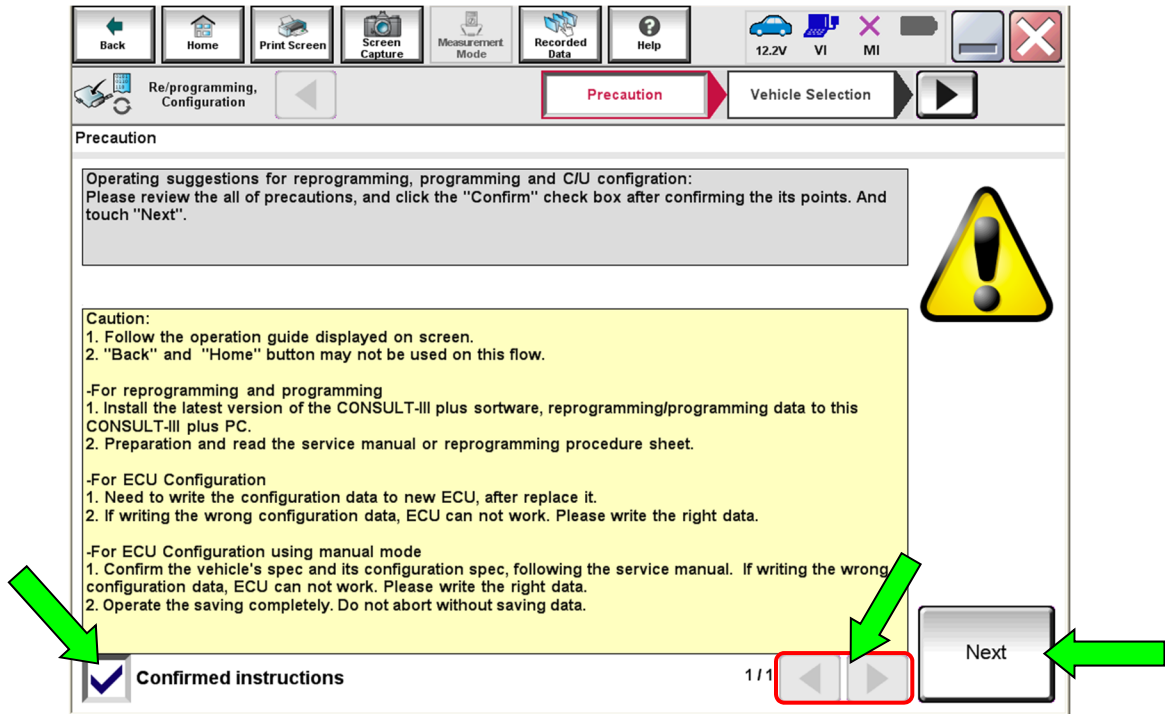 Back
Home
Print Screen
Screen
Capture
Measurement
Mode
Recorded
Data
Help
12.2V
VI
MI
Re/programming,
Configuration
Precaution
Vehicle Selection
Precaution
Operating suggestions for reprogramming, programming and C/U configration:
Please review the all of precautions, and click the "Confirm" check box after confirming the its points. And
touch "Next".
Caution:
1. Follow the operation guide displayed on screen.
2. "Back" and "Home" button may not be used on this flow.
-For reprogramming and programming
1. Install the latest version of the CONSULT-III plus sortware, reprogramming/programming data to this
CONSULT-III plus PC.
2. Preparation and read the service manual or reprogramming procedure sheet.
-For ECU Configuration
1. Need to write the configuration data to new ECU, after replace it.
2. If writing the wrong configuration data, ECU can not work. Please write the right data.
-For ECU Configuration using manual mode
1. Confirm the vehicle's spec and its configuration spec, following the service manual. If writing the wrong
configuration data, ECU can not work. Please write the right data.
2. Operate the saving completely. Do not abort without saving data.
Confirmed instructions
1/1
Next